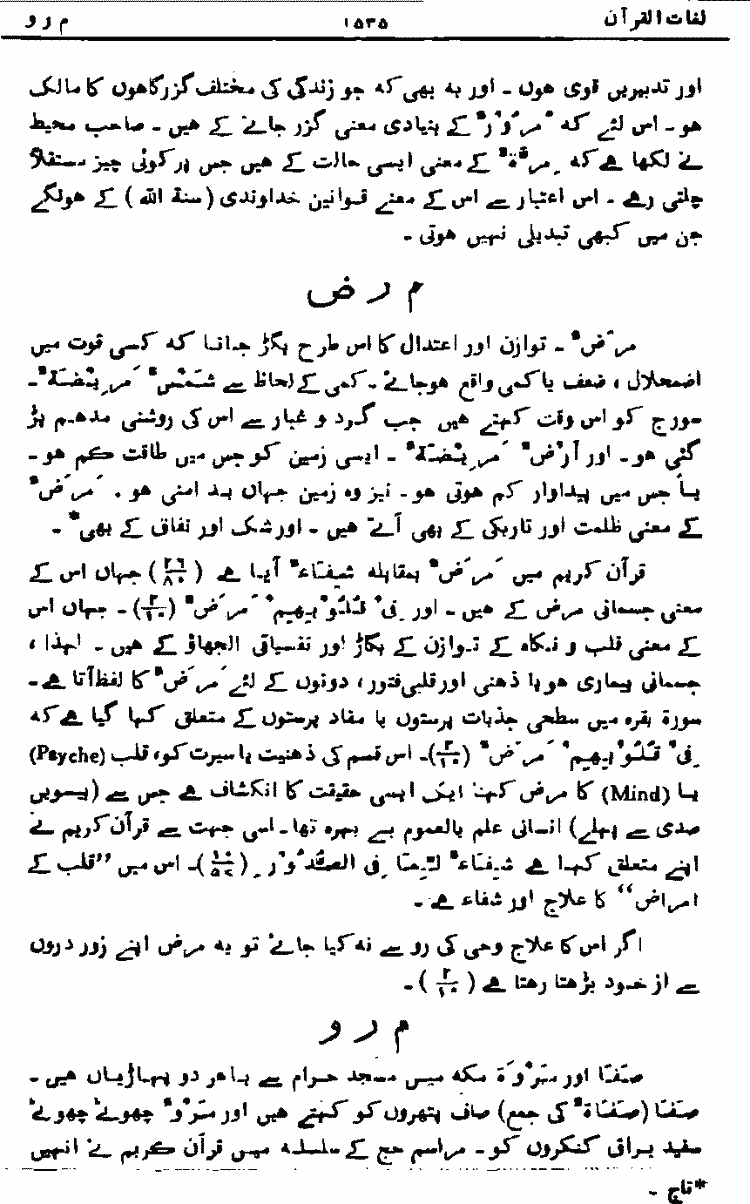 لغات القرآن ۱۵۳۵ م ر و
اور تدبیریں قوی ہوں ۔ اور یہ بھی کہ جو زندگی کی مختلف گزرگاہوں کا مالک
ہو ۔ اس لئے کہ مُرُوْرٌ کے بنیادی معنی گزر جانے کے ہیں ۔ صاحب محیط
نے لکھا ہے کہ مِرَّةٌ کے معنی ایسی حالت کے ہیں جس پر کوئی چیز مستقلاً
چلتی رہے ۔ اس اعتبار سے اس کے معنے قوانین خداوندی (سنة اللہ) کے ہونگے
جن میں کبھی تبدیلی نہیں ہوتی ۔
م ر ض
مَرَضٌ ۔ توازن اور اعتدال کا اس طرح بگڑ جانا کہ کسی قوت میں
اضمحلال ، ضعف یا کمی واقع ہوجائے ۔ کمی کے لحاظ سے شَمْسٌ مَرِيْضَةٌ ۔
سورج کو اس وقت کہتے ہیں جب گرد و غبار سے اس کی روشنی مدھم پڑ
گئی ہو ۔ اور اَرْضٌ مَرِيْضَةٌ ۔ ایسی زمین کو جس میں طاقت کم ہو ۔
یا جس میں پیداوار کم ہوتی ہو ۔ نیز وہ زمین جہاں بد امنی ہو ۔ مَرَضٌ
کے معنی ظلمت اور تاریکی کے بھی آتے ہیں ۔ اور شک اور نفاق کے بھی* ۔
قرآن کریم میں مَرَضٌ بمقابلہ شِفَاءٌ آیا ہے (۲۶/۸۰) جہاں اس کے
معنی جسمانی مرض کے ہیں ۔ اور فِیْ قُلُوْبِهِمْ مَرَضٌ (۲/۱۰) ۔ جہاں اس
کے معنی قلب و نگاہ کے توازن کے بگاڑ اور نفسیاتی الجھاؤ کے ہیں ۔ لہذا ،
جسمانی بیماری ہو یا ذہنی اور قلبی فتور ، دونوں کے لئے مَرَضٌ کا لفظ آتا ہے ۔
سورة بقرہ میں سطحی جذبات پرستوں یا مفاد پرستوں کے متعلق کہا گیا ہے کہ
فِیْ قُلُوْبِهِمْ مَرَضٌ (۲/۱۰) ۔ اس قسم کی ذہنیت یا سیرت کو، قلب (Psyche)
یا (Mind) کا مرض کہنا ایک ایسی حقیقت کا انکشاف ہے جس سے (بیسویں
صدی سے پہلے) انسانی علم بالعموم بے بہرہ تھا ۔ اسی جہت سے قرآن کریم نے
اپنے متعلق کہا ہے شِفَاءٌ لِّمَا فِی الصُّدُوْرِ (۱۰/۵۷) ۔ اس میں ”قلب کے
امراض“ کا علاج اور شفاء ہے ۔
اگر اس کا علاج وحی کی رو سے نہ کیا جائے تو یہ مرض اپنے زور دروں
سے از خود بڑھتا رہتا ہے (۲/۱۰) ۔
م ر و
صَفَا اور مَرْوَة مکہ میں مسجد حرام سے باہر دو پہاڑیاں ہیں ۔
صَفَا (صَفَاةٌ کی جمع) صاف پتھروں کو کہتے ہیں اور مَرْوٌ چھوٹے چھوٹے
سفید براق کنکروں کو ۔ مراسم حج کے سلسلہ میں قرآن کریم نے انہیں
*تاج ۔